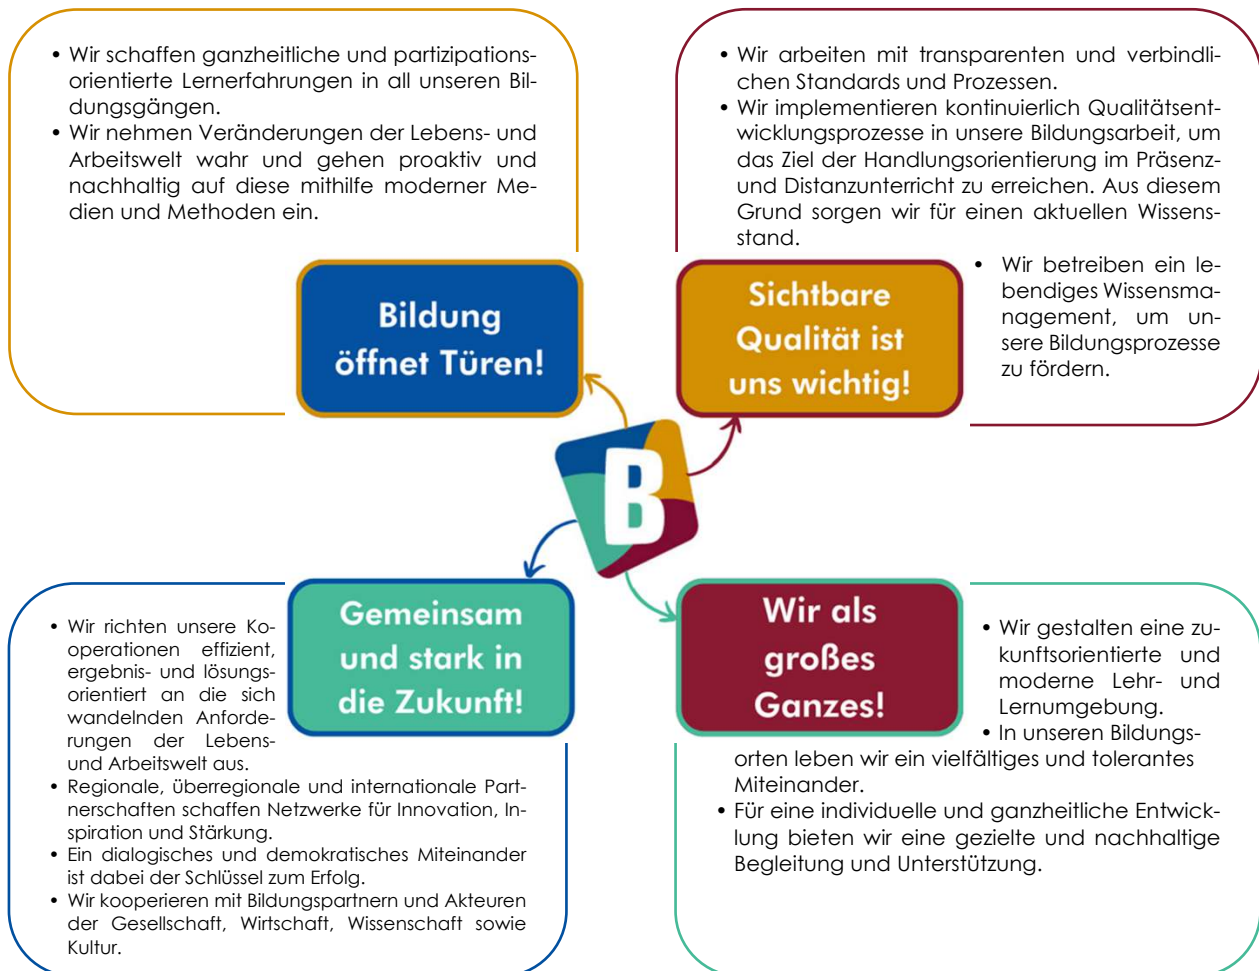 • Wir schaffen ganzheitliche und partizipations-
orientierte Lernerfahrungen in all unseren Bil-
dungsgängen.
• Wir nehmen Veränderungen der Lebens- und
Arbeitswelt wahr und gehen proaktiv und
nachhaltig auf diese mithilfe moderner Me-
dien und Methoden ein.
Bildung
öffnet Türen!
• Wir arbeiten mit transparenten und verbindli-
chen Standards und Prozessen.
• Wir implementieren kontinuierlich Qualitätsent-
wicklungsprozesse in unsere Bildungsarbeit, um
das Ziel der Handlungsorientierung im Präsenz-
und Distanzunterricht zu erreichen. Aus diesem
Grund sorgen wir für einen aktuellen Wissens-
stand.
• Wir betreiben ein le-
bendiges Wissensma-
nagement, um un-
sere Bildungsprozesse
zu fördern.
Sichtbare
Qualität ist
uns wichtig!
B
Gemeinsam
und stark in
die Zukunft!
• Wir richten unsere Ko-
operationen effizient,
ergebnis- und lösungs-
orientiert an die sich
wandelnden Anforde-
rungen der Lebens-
und Arbeitswelt aus.
• Regionale, überregionale und internationale Part-
nerschaften schaffen Netzwerke für Innovation, In-
spiration und Stärkung.
• Ein dialogisches und demokratisches Miteinander
ist dabei der Schlüssel zum Erfolg.
• Wir kooperieren mit Bildungspartnern und Akteuren
der Gesellschaft, Wirtschaft, Wissenschaft sowie
Kultur.
Wir als
großes
Ganzes!
• Wir gestalten eine zu-
kunftsorientierte und
moderne Lehr- und
Lernumgebung.
• In unseren Bildungs-
orten leben wir ein vielfältiges und tolerantes
Miteinander.
• Für eine individuelle und ganzheitliche Entwick-
lung bieten wir eine gezielte und nachhaltige
Begleitung und Unterstützung.